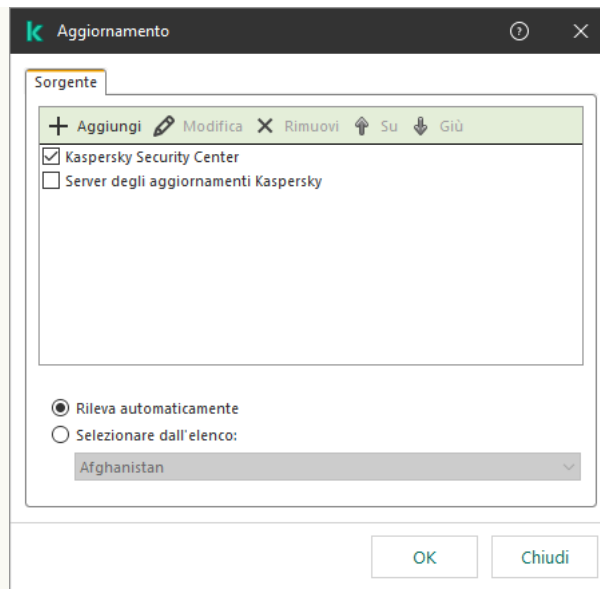 Aggiornamento
Sorgente
Aggiungi Modifica Rimuovi Su Giù
Kaspersky Security Center
Server degli aggiornamenti Kaspersky
Rileva automaticamente
Selezionare dall'elenco:
Afghanistan
OK Chiudi